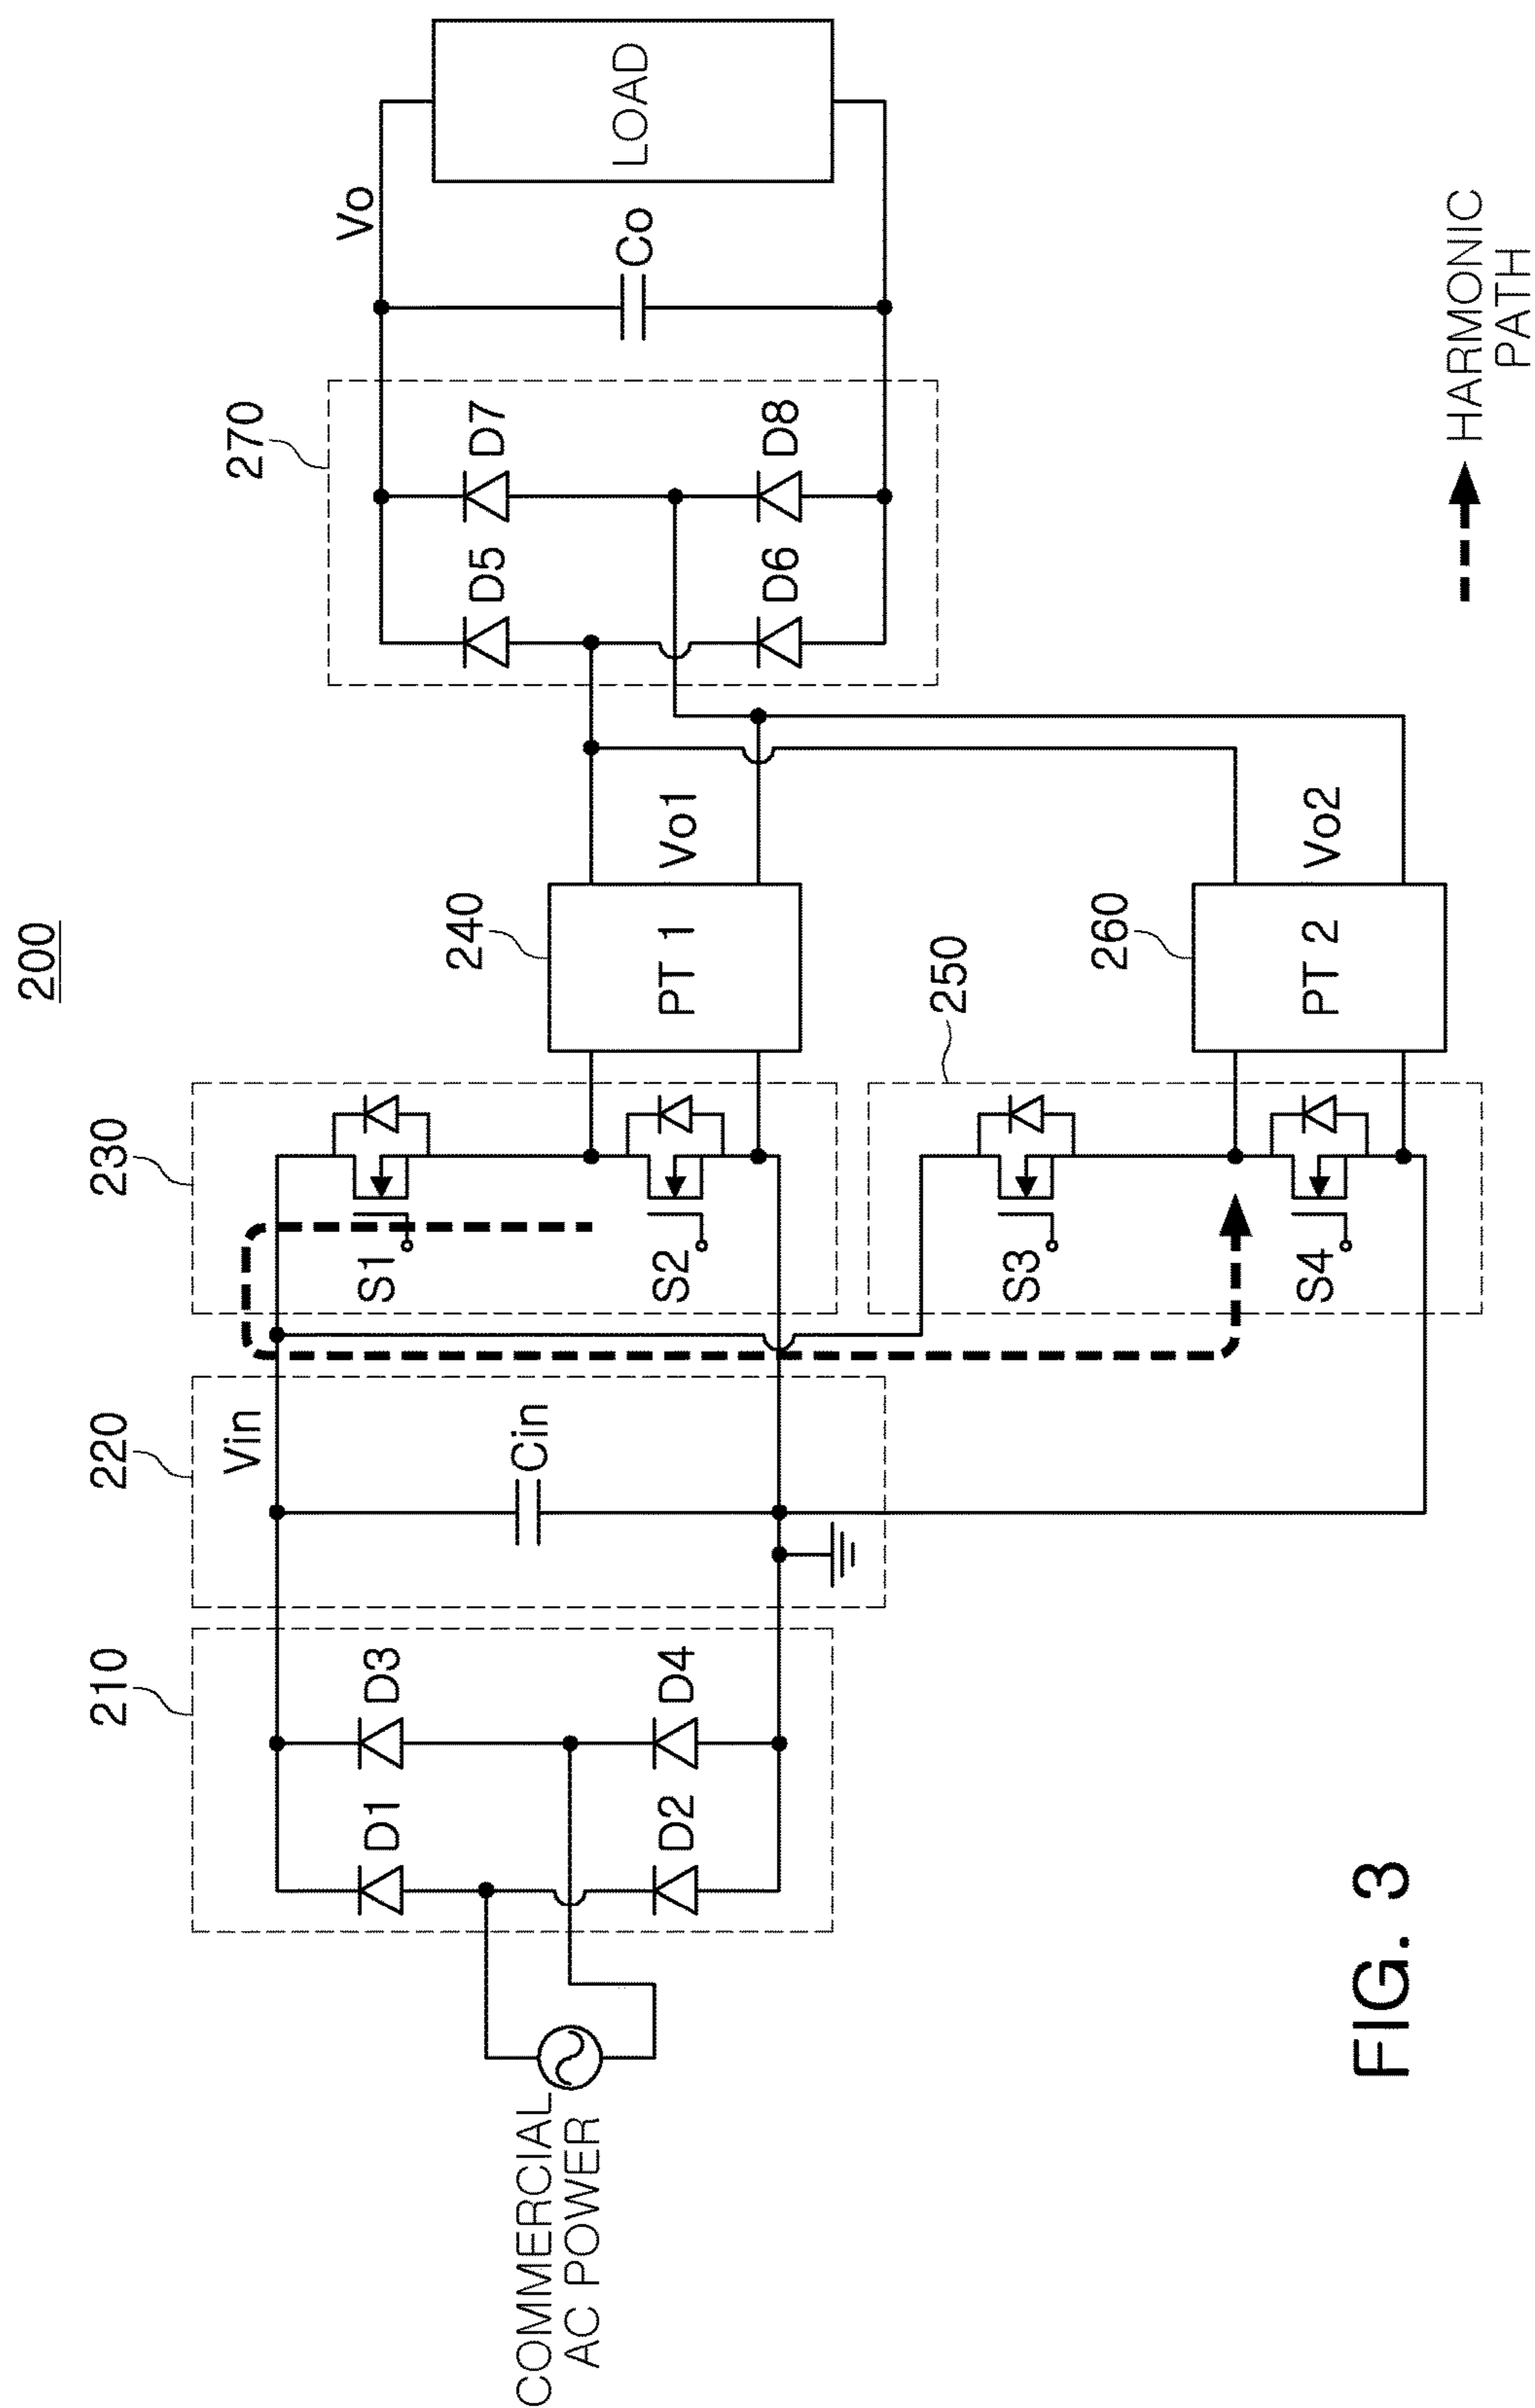 200
210
220
230
240
250
260
270
COMMERCIAL
AC POWER
D1
D3
D2
D4
Vin
Cin
S1
S2
S3
S4
PT 1
Vo1
PT 2
Vo2
D5
D7
D6
D8
Vo
Co
LOAD
HARMONIC
PATH
FIG. 3